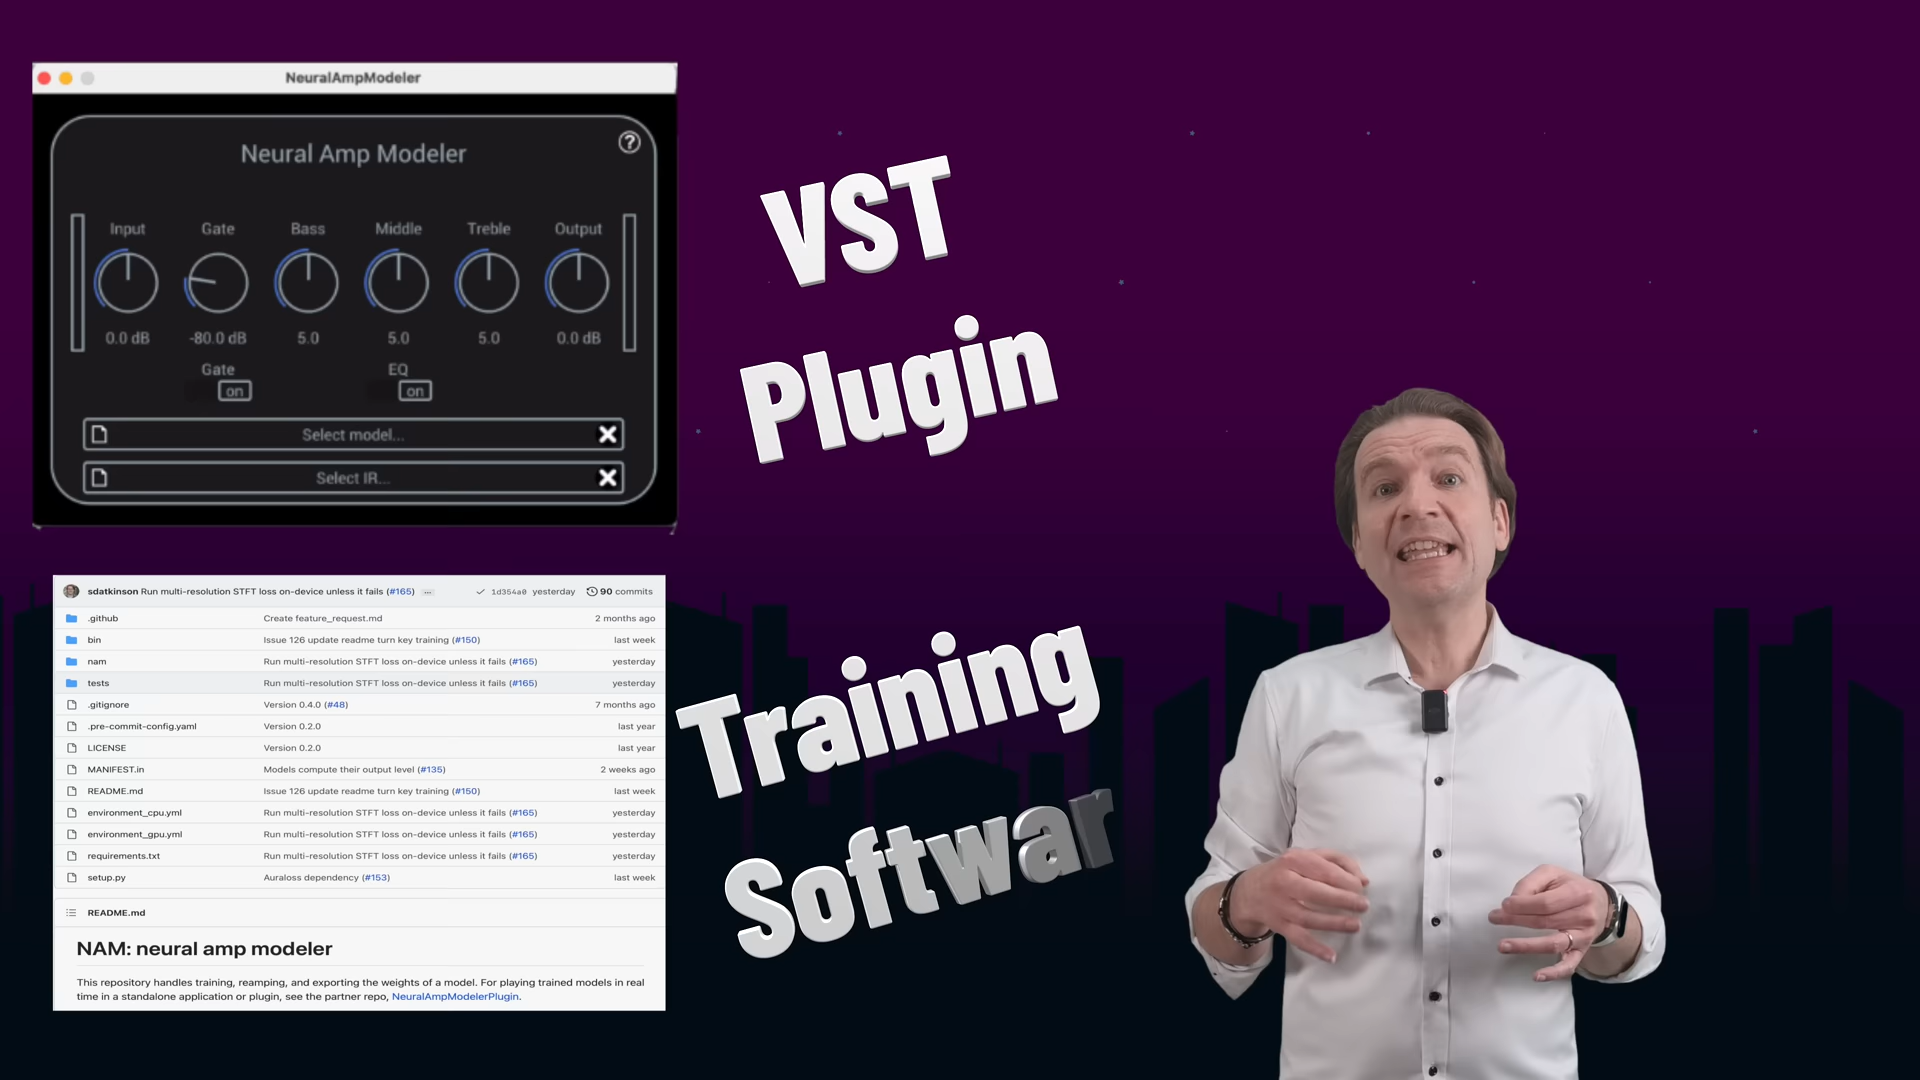 NeuralAmpModeler
Neural Amp Modeler
?
Input Gate Bass Middle Treble Output
0.0 dB -80.0 dB 5.0 5.0 5.0 0.0 dB
Gate EQ
on on
Select model...
Select IR...
VST
Plugin
sdatkinson Run multi-resolution STFT loss on-device unless it fails (#165) ... 1d354a0 yesterday 90 commits
.github Create feature_request.md 2 months ago
bin Issue 126 update readme turn key training (#150) last week
nam Run multi-resolution STFT loss on-device unless it fails (#165) yesterday
tests Run multi-resolution STFT loss on-device unless it fails (#165) yesterday
.gitignore Version 0.4.0 (#48) 7 months ago
.pre-commit-config.yaml Version 0.2.0 last year
LICENSE Version 0.2.0 last year
MANIFEST.in Models compute their output level (#135) 2 weeks ago
README.md Issue 126 update readme turn key training (#150) last week
environment_cpu.yml Run multi-resolution STFT loss on-device unless it fails (#165) yesterday
environment_gpu.yml Run multi-resolution STFT loss on-device unless it fails (#165) yesterday
requirements.txt Run multi-resolution STFT loss on-device unless it fails (#165) yesterday
setup.py Auraloss dependency (#153) last week
README.md
NAM: neural amp modeler
This repository handles training, reamping, and exporting the weights of a model. For playing trained models in real
time in a standalone application or plugin, see the partner repo, NeuralAmpModelerPlugin.
Training
Softwar